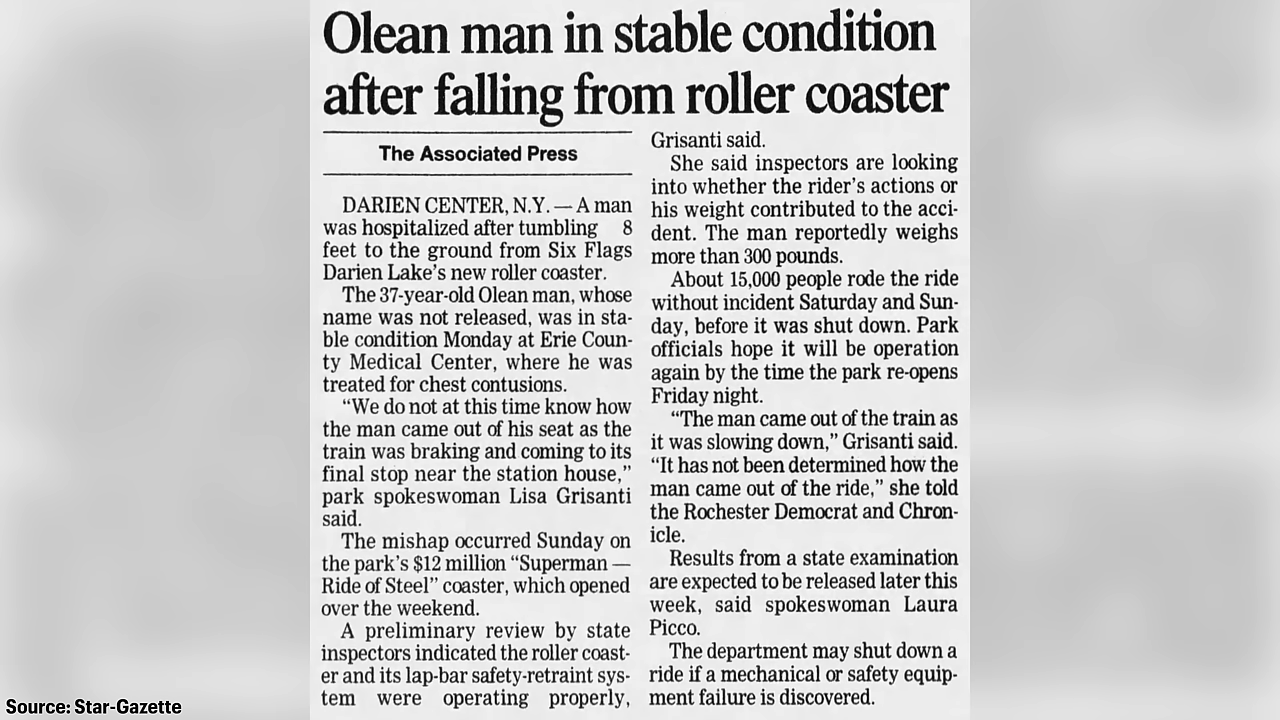 Olean man in stable condition
after falling from roller coaster
The Associated Press
DARIEN CENTER, N.Y. — A man
was hospitalized after tumbling 8
feet to the ground from Six Flags
Darien Lake's new roller coaster.
The 37-year-old Olean man, whose
name was not released, was in sta-
ble condition Monday at Erie Coun-
ty Medical Center, where he was
treated for chest contusions.
"We do not at this time know how
the man came out of his seat as the
train was braking and coming to its
final stop near the station house,"
park spokeswoman Lisa Grisanti
said.
The mishap occurred Sunday on
the park's $12 million "Superman —
Ride of Steel" coaster, which opened
over the weekend.
A preliminary review by state
inspectors indicated the roller coast-
er and its lap-bar safety-retraint sys-
tem were operating properly,
Grisanti said.
She said inspectors are looking
into whether the rider's actions or
his weight contributed to the acci-
dent. The man reportedly weighs
more than 300 pounds.
About 15,000 people rode the ride
without incident Saturday and Sun-
day, before it was shut down. Park
officials hope it will be operation
again by the time the park re-opens
Friday night.
"The man came out of the train as
it was slowing down," Grisanti said.
"It has not been determined how the
man came out of the ride," she told
the Rochester Democrat and Chron-
icle.
Results from a state examination
are expected to be released later this
week, said spokeswoman Laura
Picco.
The department may shut down a
ride if a mechanical or safety equip-
ment failure is discovered.
Source: Star-Gazette